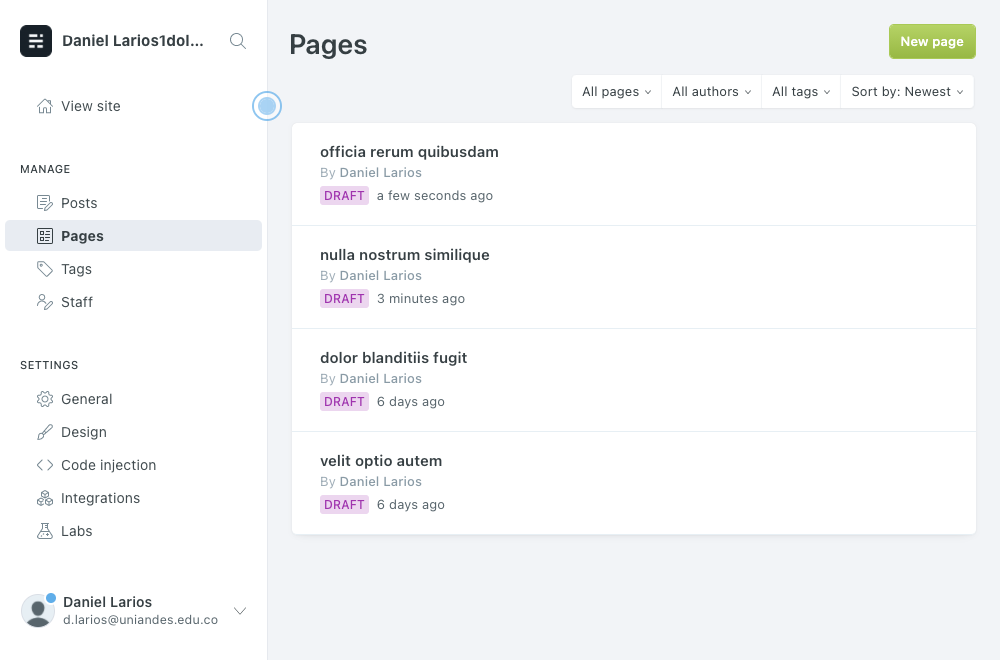 Daniel Larios1dol...
View site
MANAGE
Posts
Pages
Tags
Staff
SETTINGS
General
Design
Code injection
Integrations
Labs
Daniel Larios
d.larios@uniandes.edu.co
Pages
New page
All pages
All authors
All tags
Sort by: Newest
officia rerum quibusdam
By Daniel Larios
DRAFT a few seconds ago
nulla nostrum similique
By Daniel Larios
DRAFT 3 minutes ago
dolor blanditiis fugit
By Daniel Larios
DRAFT 6 days ago
velit optio autem
By Daniel Larios
DRAFT 6 days ago